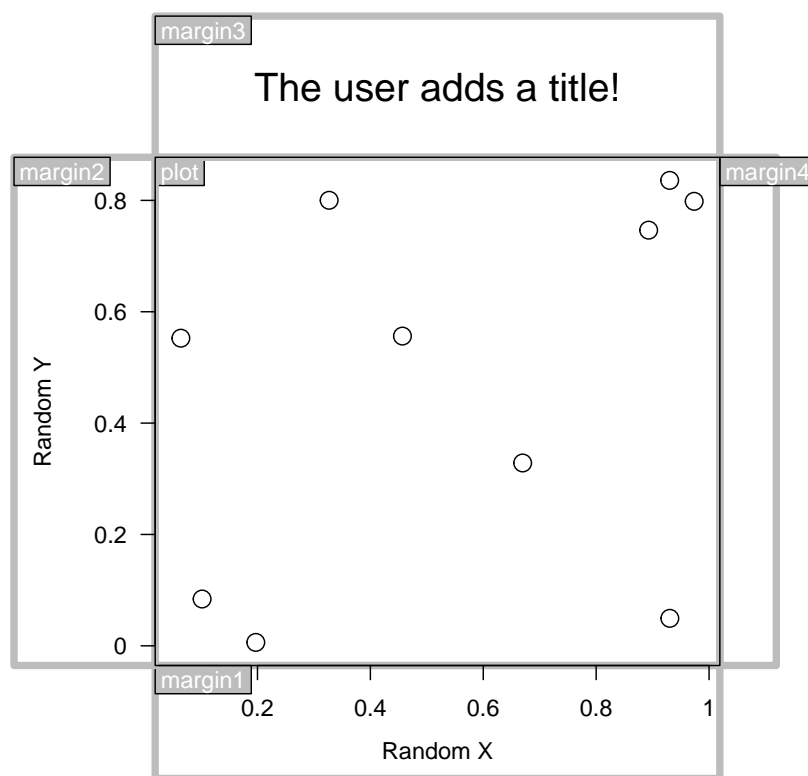 margin3
The user adds a title!
margin2
plot
margin4
0.8
0.6
0.4
0.2
0
Random Y
margin1
0.2 0.4 0.6 0.8 1
Random X